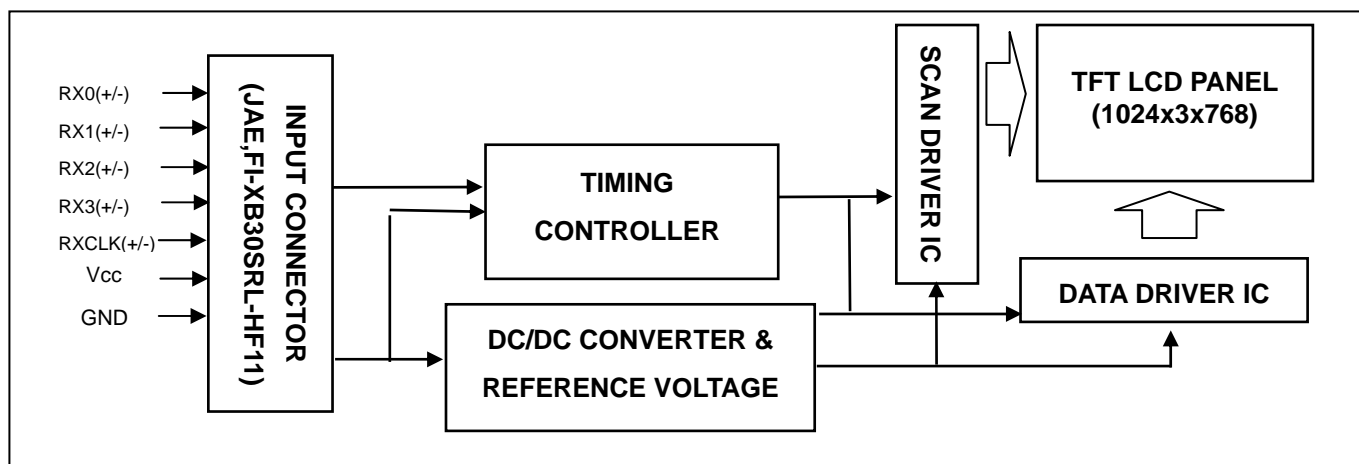 RX0(+/-)
RX1(+/-)
RX2(+/-)
RX3(+/-)
RXCLK(+/-)
Vcc
GND
INPUT CONNECTOR
(JAE,FI-XB30SRL-HF11)
TIMING
CONTROLLER
DC/DC CONVERTER &
REFERENCE VOLTAGE
SCAN DRIVER IC
TFT LCD PANEL
(1024x3x768)
DATA DRIVER IC